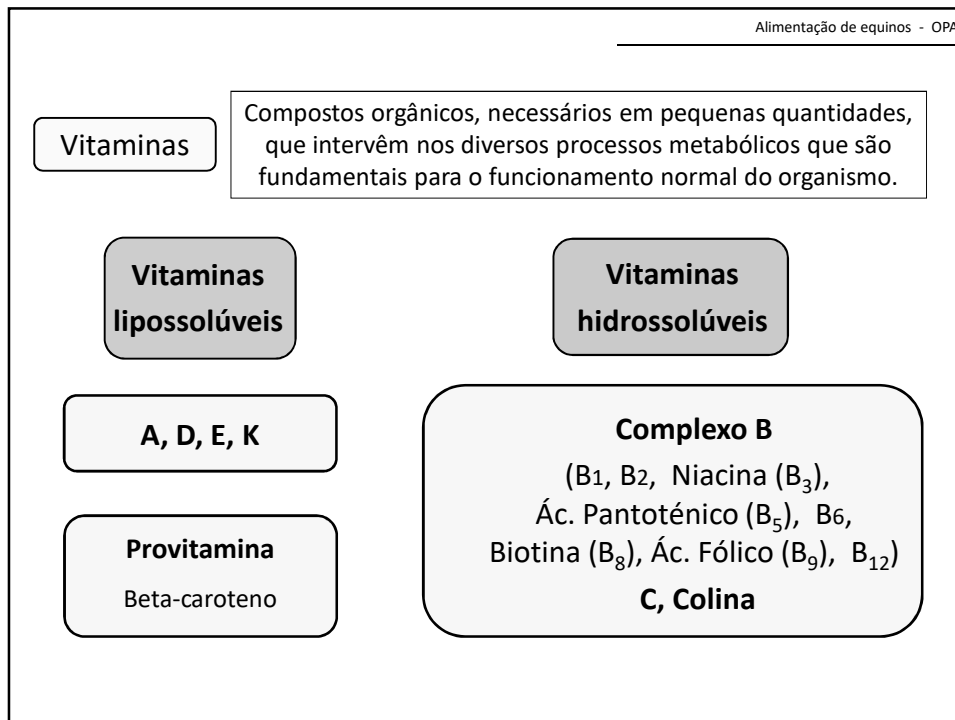 Alimentação de equinos - OPA
Vitaminas
Compostos orgânicos, necessários em pequenas quantidades,
que intervêm nos diversos processos metabólicos que são
fundamentais para o funcionamento normal do organismo.
Vitaminas
lipossolúveis
A, D, E, K
Provitamina
Beta-caroteno
Vitaminas
hidrossolúveis
Complexo B
(B1, B2, Niacina (B₃),
Ác. Pantoténico (B₅), B6,
Biotina (B₈), Ác. Fólico (B₉), B₁₂)
C, Colina